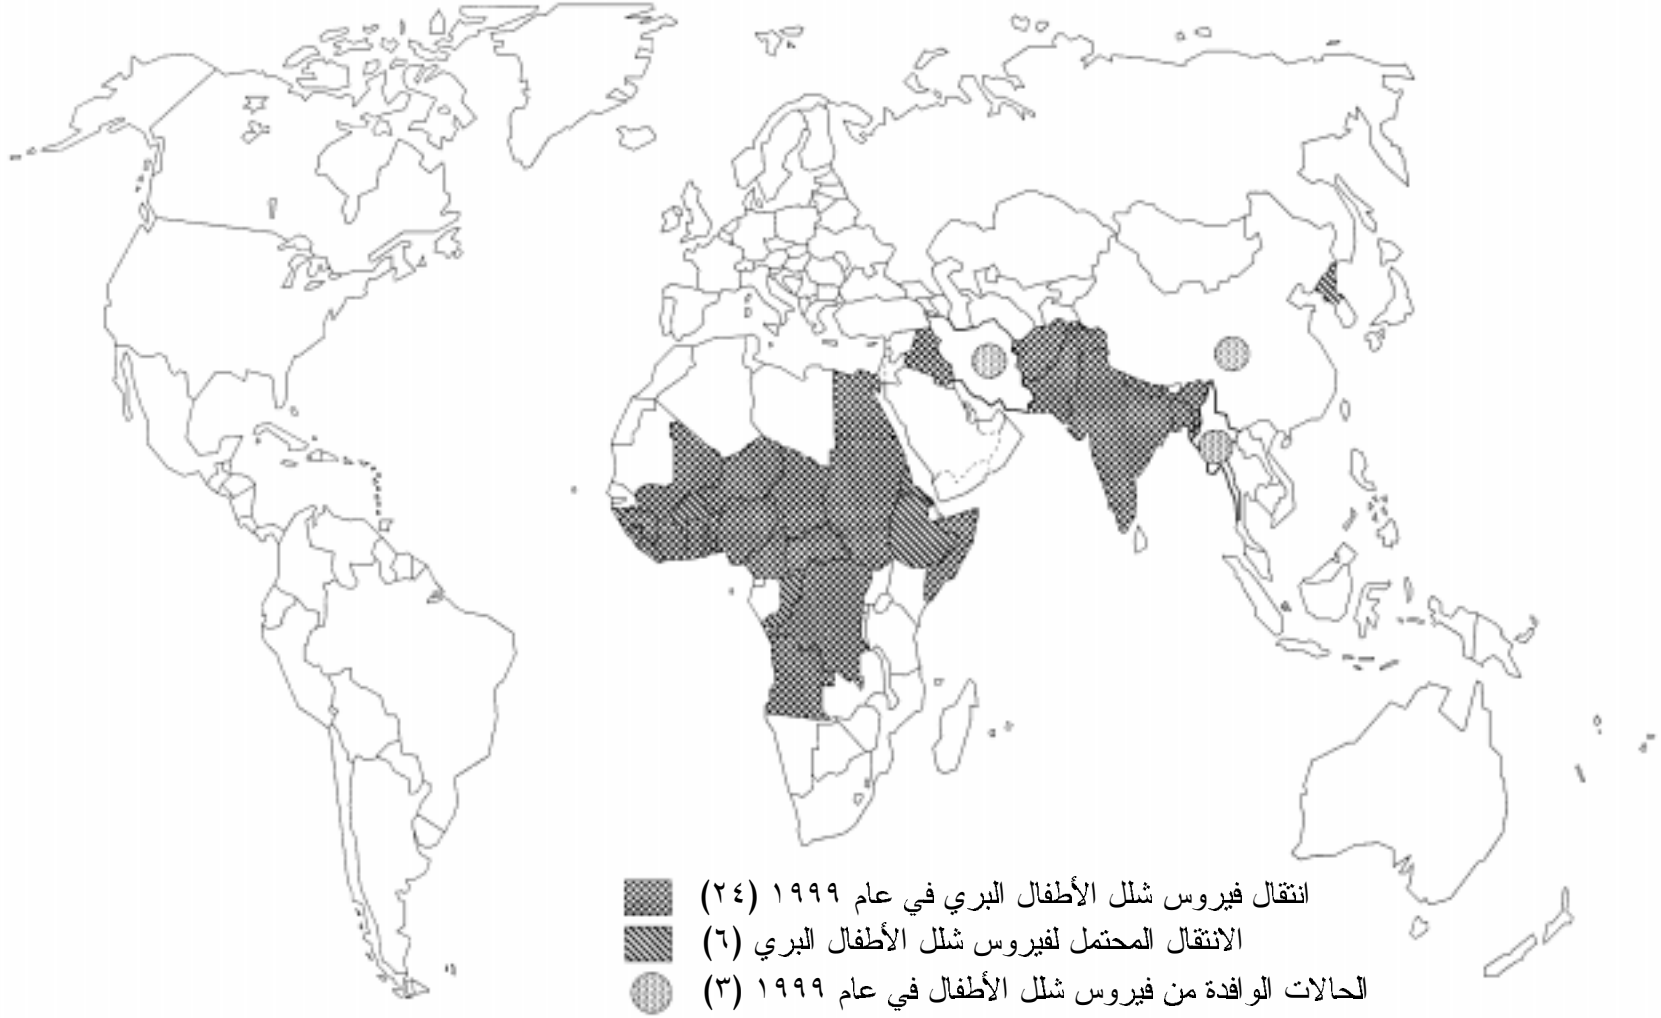 انتقال فيروس شلل الأطفال البري في عام ١٩٩٩ (٢٤)
الانتقال المحتمل لفيروس شلل الأطفال البري (٦)
الحالات الوافدة من فيروس شلل الأطفال في عام ١٩٩٩ (٣)